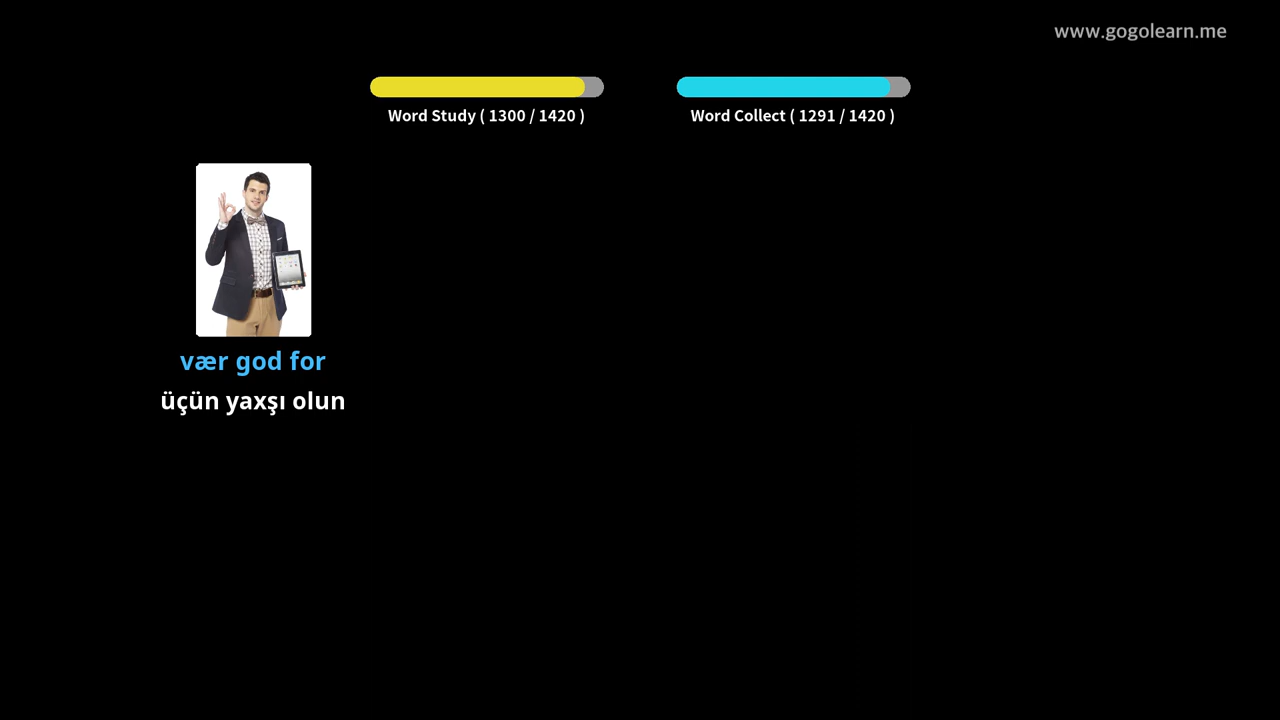 www.gogolearn.me
Word Study ( 1300 / 1420 )
Word Collect ( 1291 / 1420 )
vær god for
üçün yaxşı olun